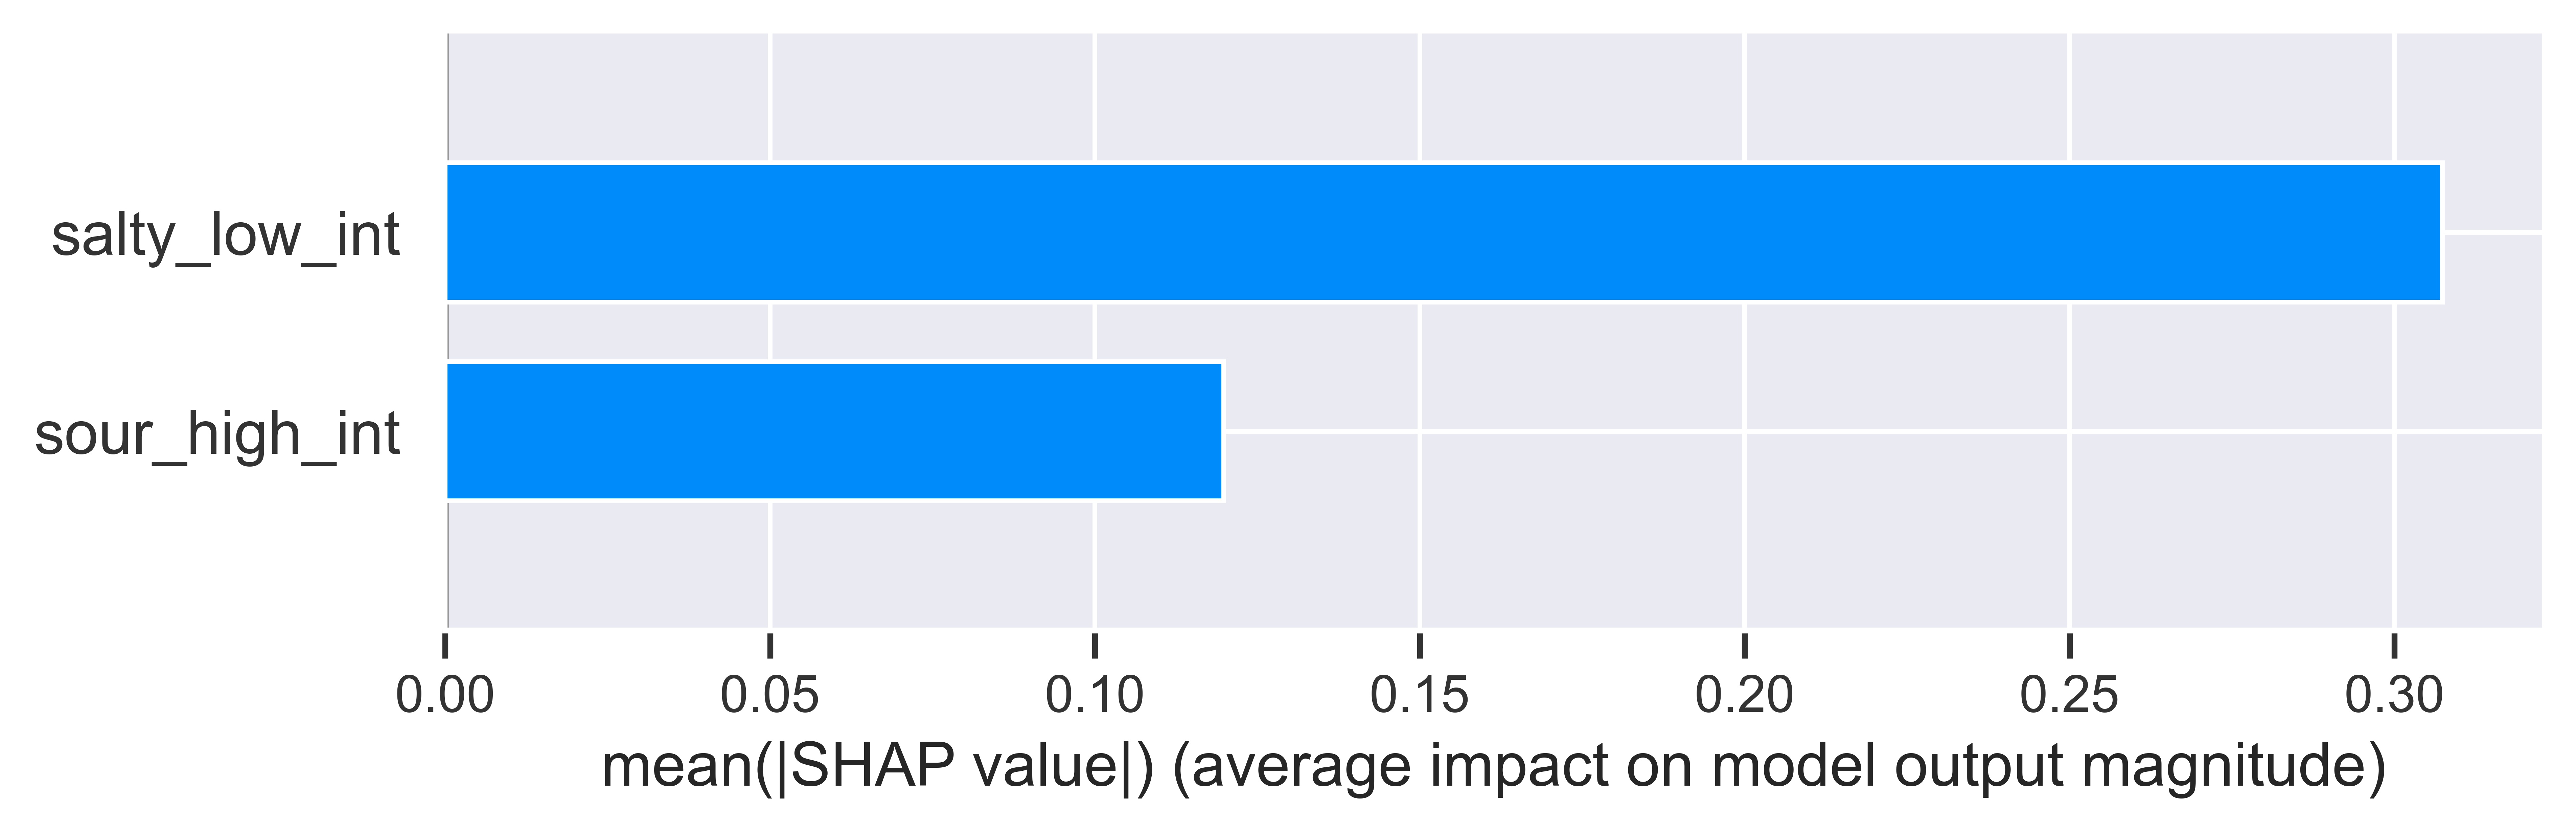 salty_low_int
sour_high_int
0.00 0.05 0.10 0.15 0.20 0.25 0.30
mean(|SHAP value|) (average impact on model output magnitude)